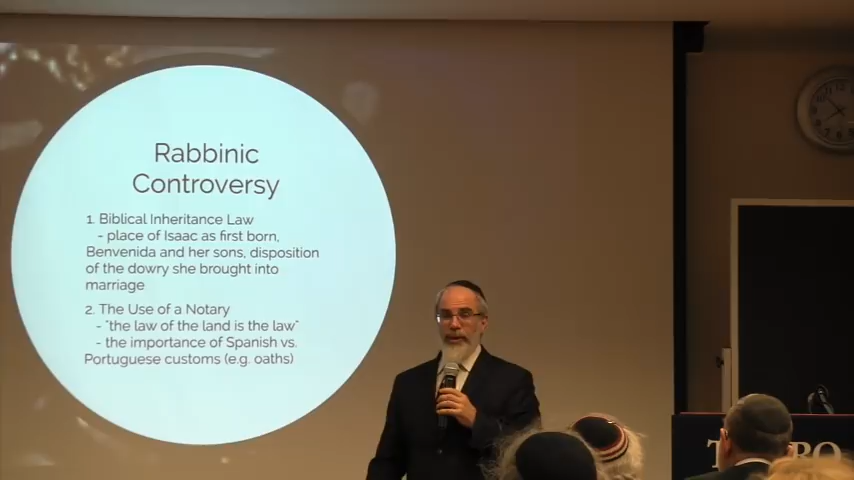 Rabbinic
Controversy
1. Biblical Inheritance Law
- place of Isaac as first born,
Benvenida and her sons, disposition
of the dowry she brought into
marriage
2. The Use of a Notary
- "the law of the land is the law"
- the importance of Spanish vs.
Portuguese customs (e.g. oaths)